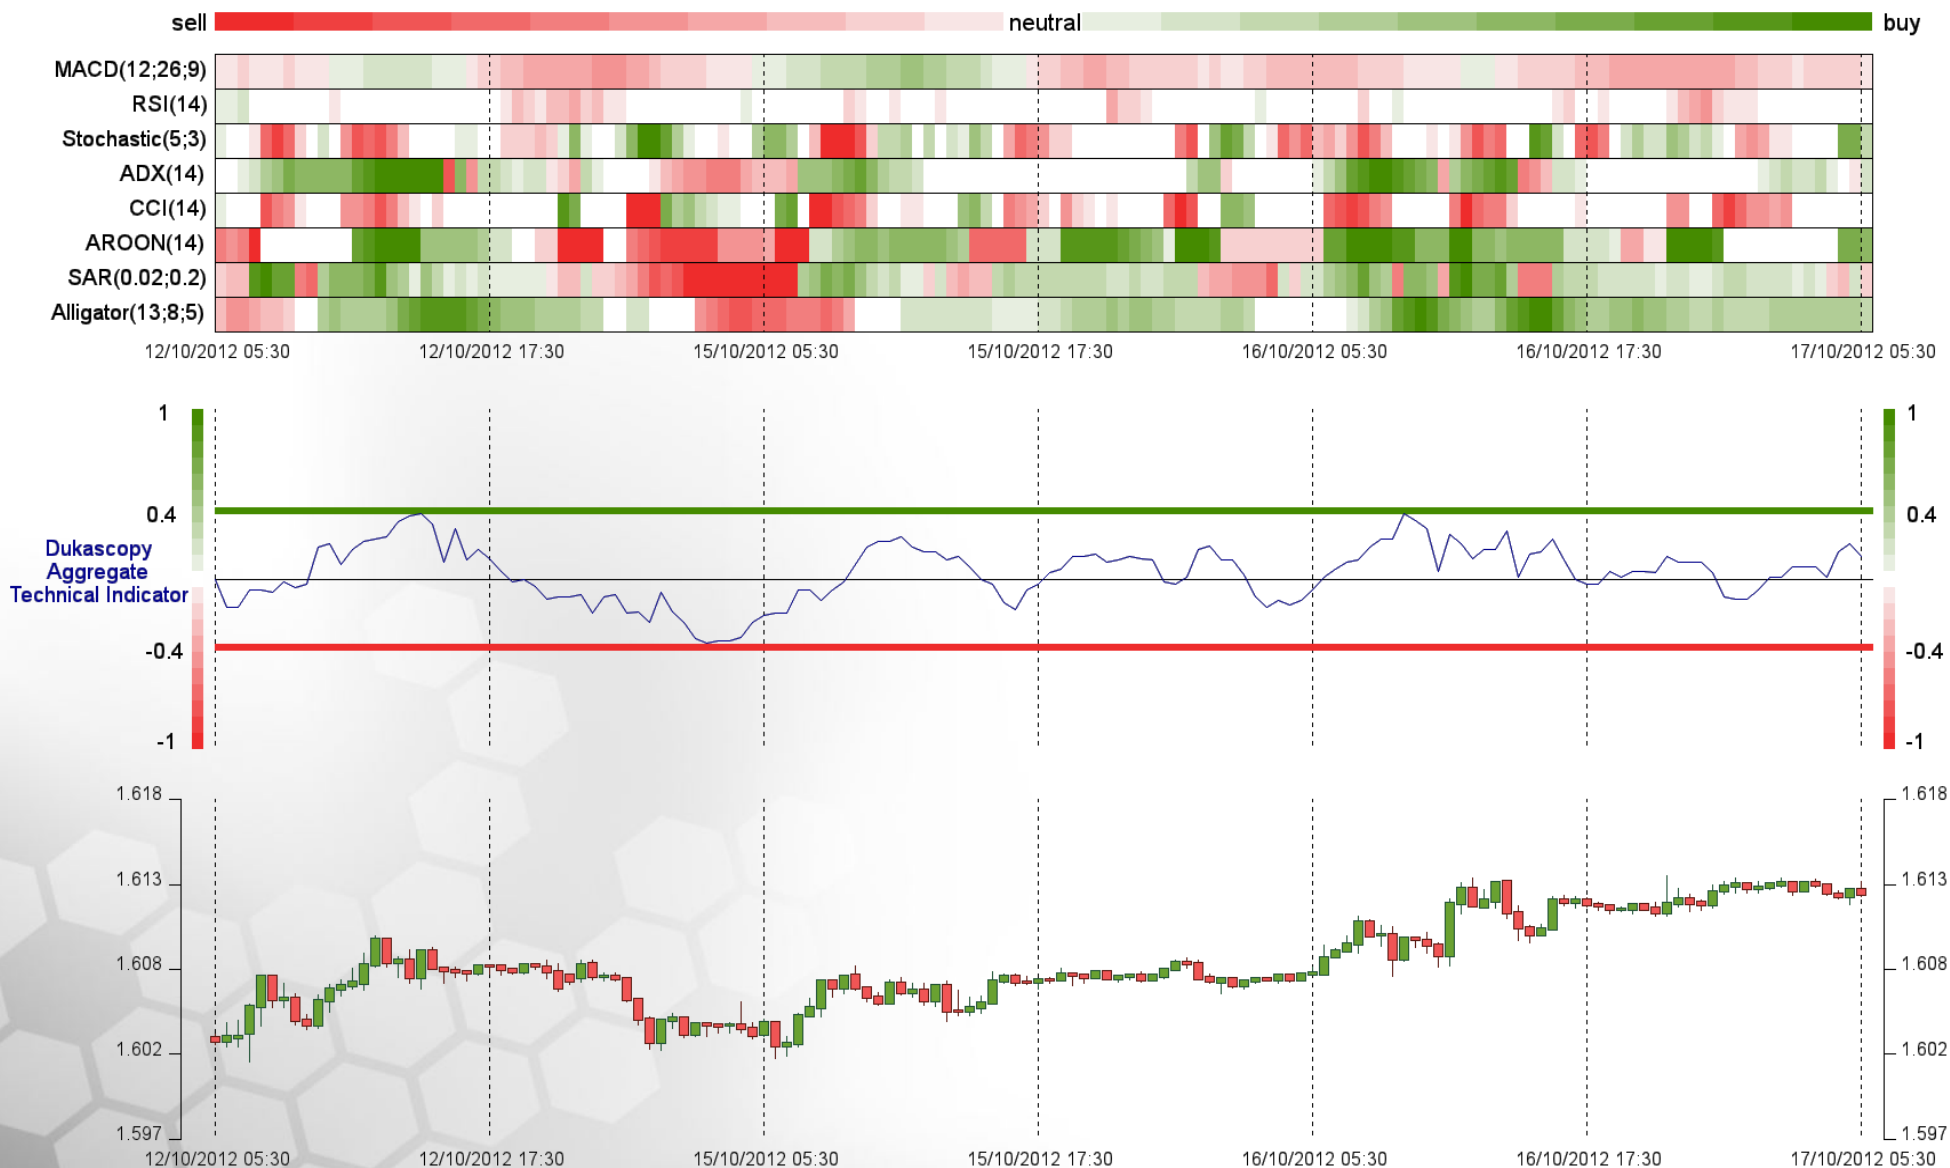 sell neutral buy
MACD(12;26;9)
RSI(14)
Stochastic(5;3)
ADX(14)
CCI(14)
AROON(14)
SAR(0.02;0.2)
Alligator(13;8;5)
12/10/2012 05:30 12/10/2012 17:30 15/10/2012 05:30 15/10/2012 17:30 16/10/2012 05:30 16/10/2012 17:30 17/10/2012 05:30
1 1
0.4 0.4
Dukascopy
Aggregate
Technical Indicator
-0.4 -0.4
-1 -1
1.618 1.618
1.613 1.613
1.608 1.608
1.602 1.602
1.597 1.597
12/10/2012 05:30 12/10/2012 17:30 15/10/2012 05:30 15/10/2012 17:30 16/10/2012 05:30 16/10/2012 17:30 17/10/2012 05:30